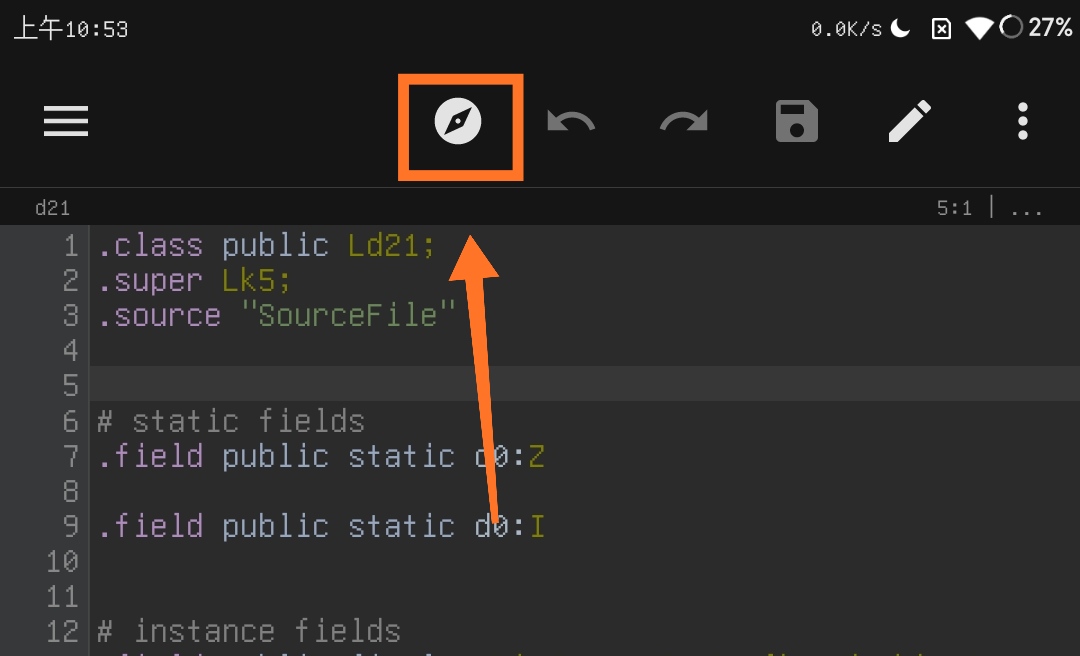 上午10:53 0.0K/s 27%
d21 5:1 | ...
1 .class public Ld21;
2 .super Lk5;
3 .source "SourceFile"
4
5
6 # static fields
7 .field public static c0:Z
8
9 .field public static d0:I
10
11
12 # instance fields